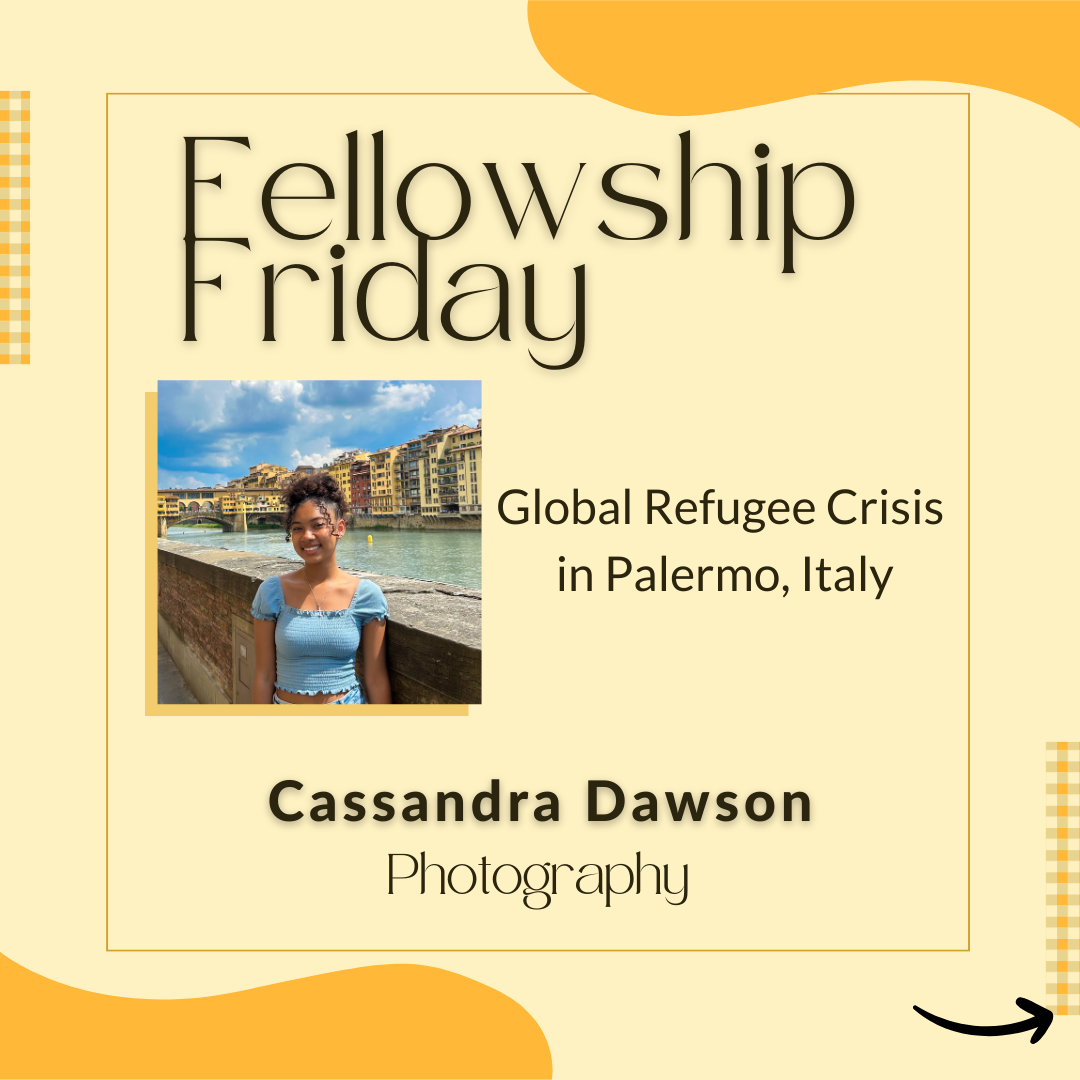 Fellowship
Friday
Global Refugee Crisis
in Palermo, Italy
Cassandra Dawson
Photography